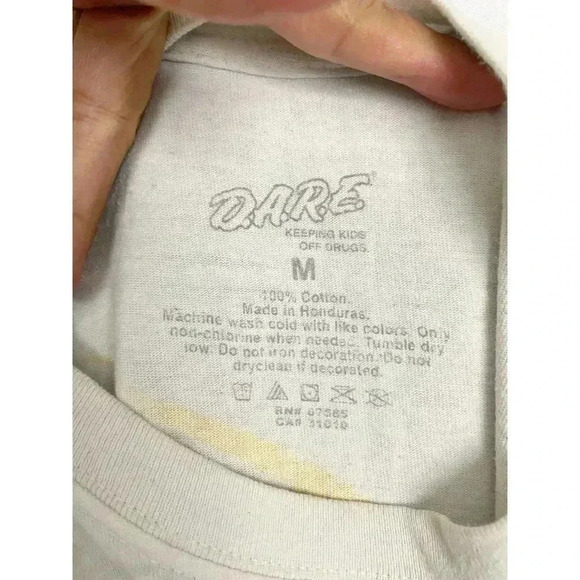 D.A.R.E.®
KEEPING KIDS
OFF DRUGS.
M
100% Cotton.
Made in Honduras.
Machine wash cold with like colors. Only
non-chlorine when needed. Tumble dry
low. Do not iron decoration. Do not
dryclean if decorated.
RN# 67585
CA# 31010